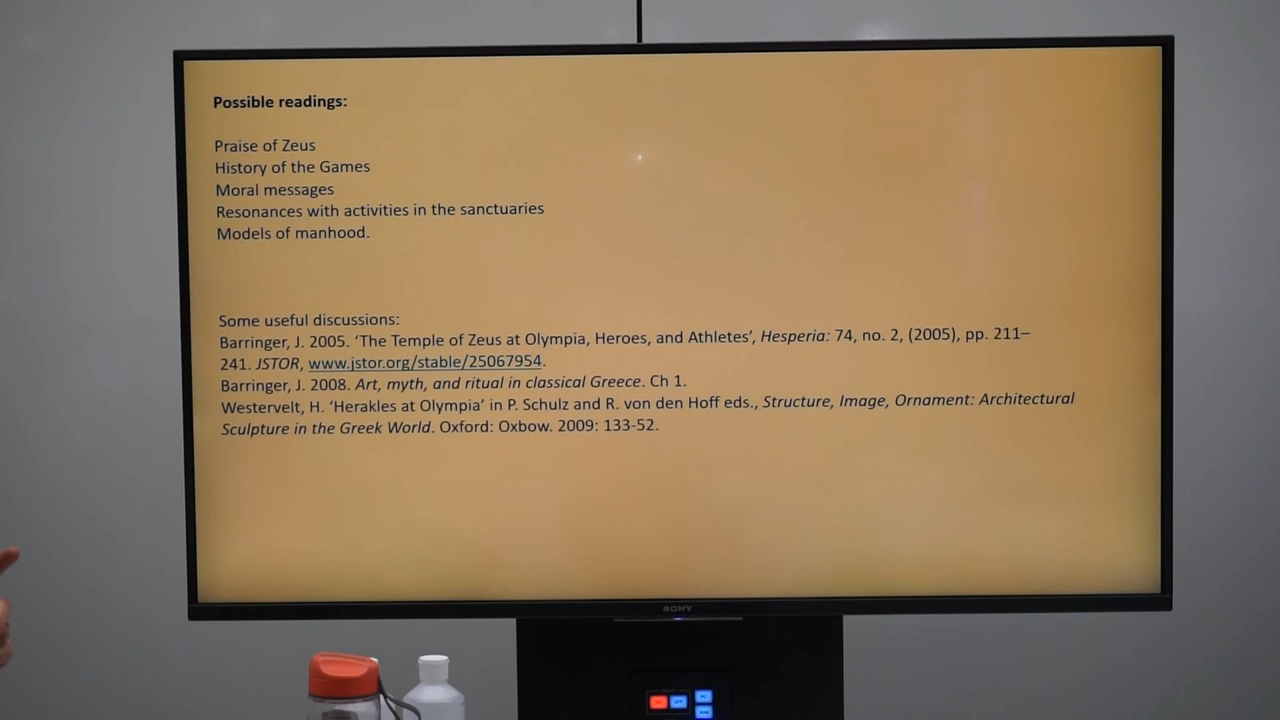 Possible readings:
Praise of Zeus
History of the Games
Moral messages
Resonances with activities in the sanctuaries
Models of manhood.
Some useful discussions:
Barringer, J. 2005. ‘The Temple of Zeus at Olympia, Heroes, and Athletes’, Hesperia: 74, no. 2, (2005), pp. 211–
241. JSTOR, www.jstor.org/stable/25067954.
Barringer, J. 2008. Art, myth, and ritual in classical Greece. Ch 1.
Westervelt, H. ‘Herakles at Olympia’ in P. Schulz and R. von den Hoff eds., Structure, Image, Ornament: Architectural
Sculpture in the Greek World. Oxford: Oxbow. 2009: 133-52.
SONY
OFF
PC